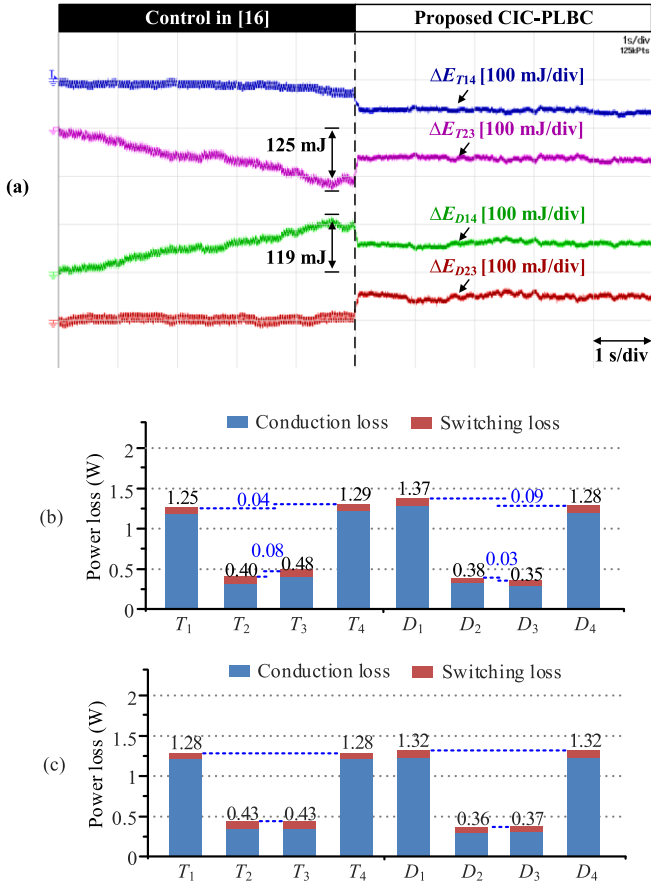 Control in [16] Proposed CIC-PLBC
1s/div
125kPts
ΔE_T14 [100 mJ/div]
ΔE_T23 [100 mJ/div]
125 mJ
(a)
ΔE_D14 [100 mJ/div]
119 mJ
ΔE_D23 [100 mJ/div]
1 s/div
Conduction loss Switching loss
Power loss (W)
2
1.5
1
0.5
0
1.25 0.04 1.29 1.37 0.09 1.28
(b)
0.40 0.08 0.48 0.38 0.03 0.35
T1 T2 T3 T4 D1 D2 D3 D4
Conduction loss Switching loss
Power loss (W)
2
1.5
1
0.5
0
1.28 1.28 1.32 1.32
(c)
0.43 0.43 0.36 0.37
T1 T2 T3 T4 D1 D2 D3 D4